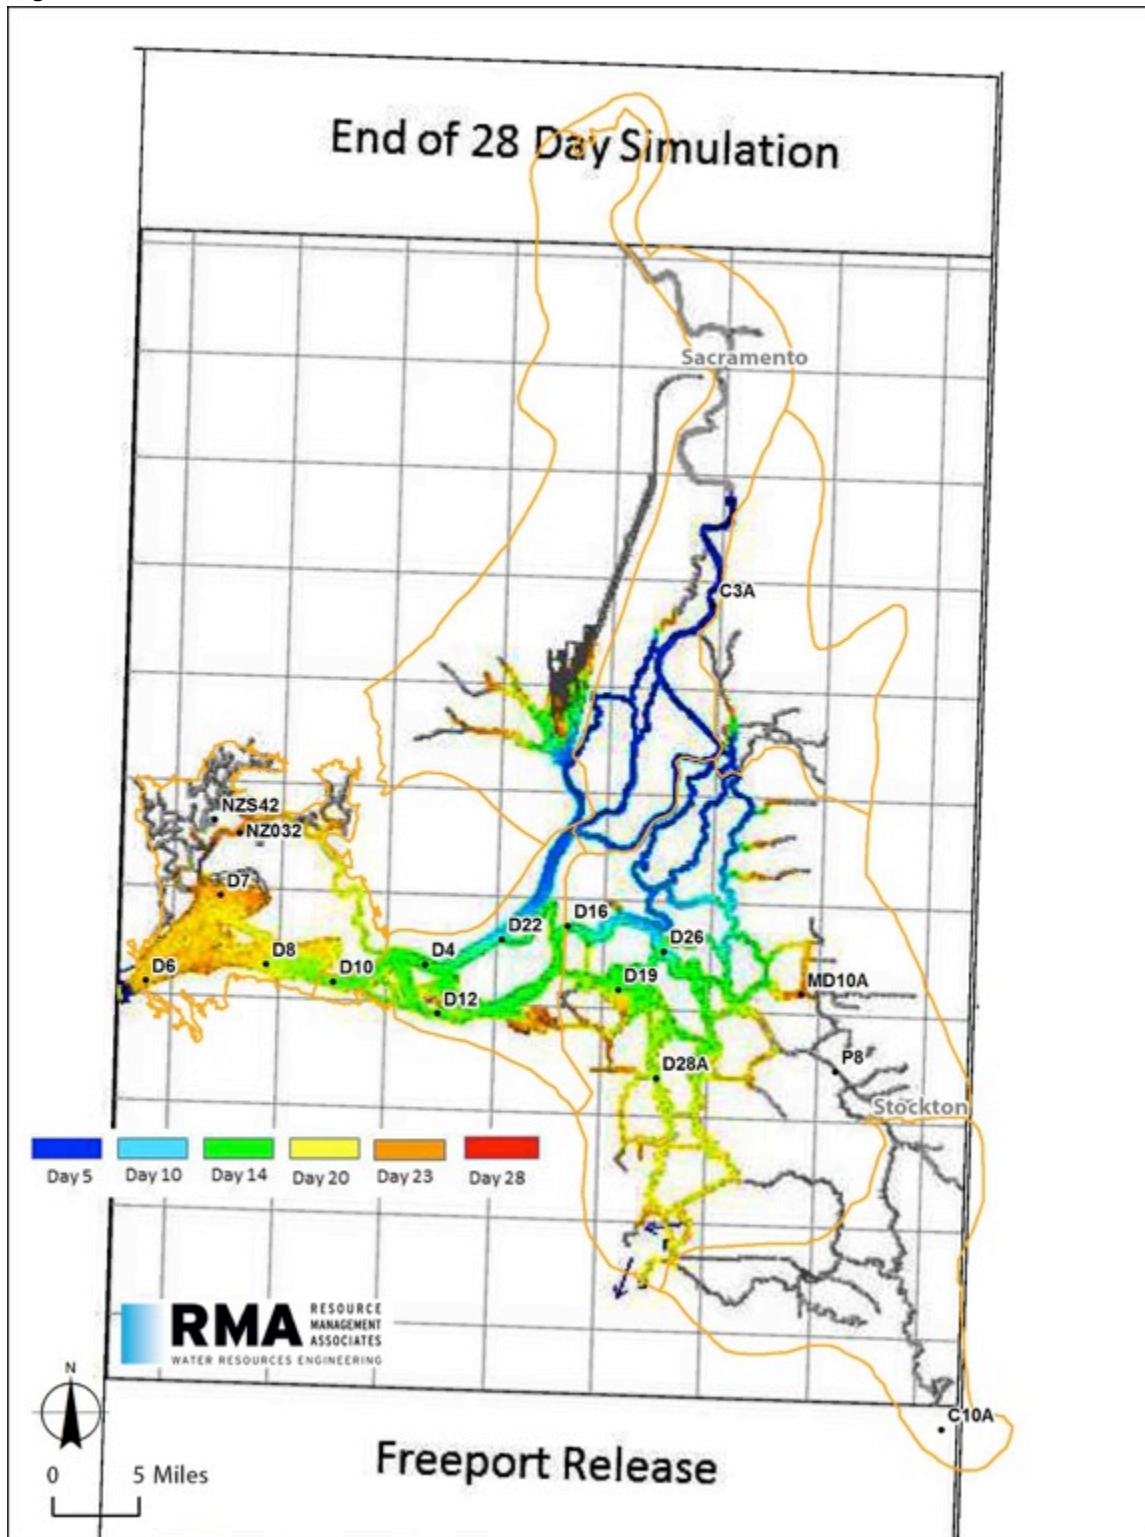 End of 28 Day Simulation
Sacramento
C3A
NZS42
NZ032
D7
D22
D16
D8
D4
D26
D6
D10
D19
MD10A
D12
P8
D28A
Stockton
Day 5
Day 10
Day 14
Day 20
Day 23
Day 28
RMA
RESOURCE
MANAGEMENT
ASSOCIATES
WATER RESOURCES ENGINEERING
N
C10A
0 5 Miles
Freeport Release